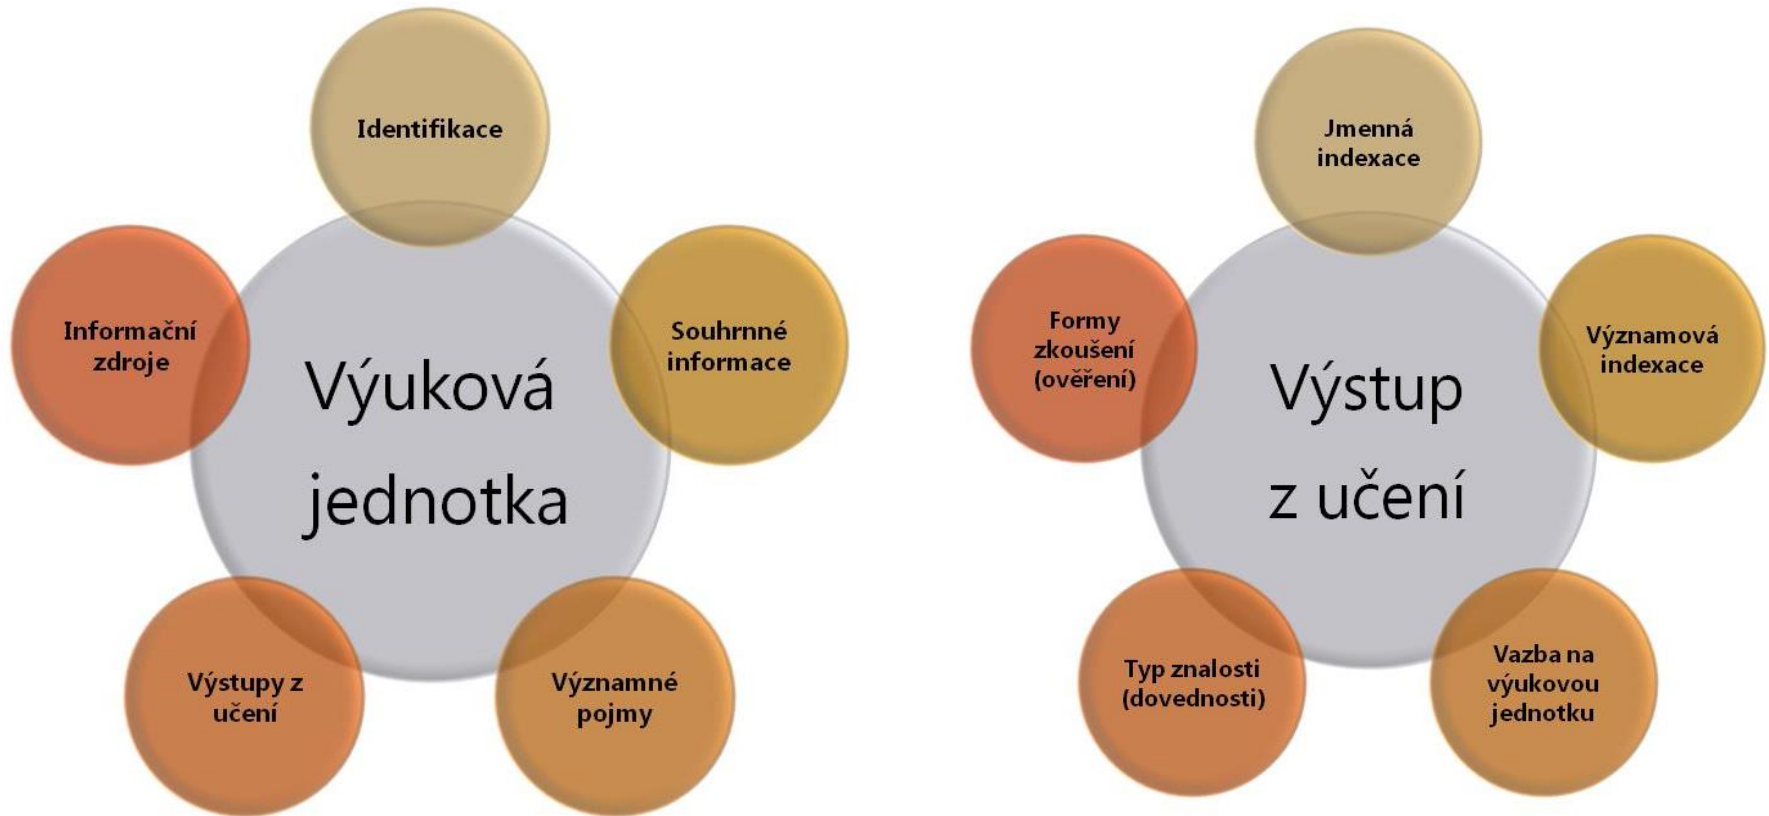 Identifikace
Informační
zdroje
Souhrnné
informace
Výuková
jednotka
Výstupy z
učení
Významné
pojmy
Jmenná
indexace
Formy
zkoušení
(ověření)
Významová
indexace
Výstup
z učení
Typ znalosti
(dovednosti)
Vazba na
výukovou
jednotku